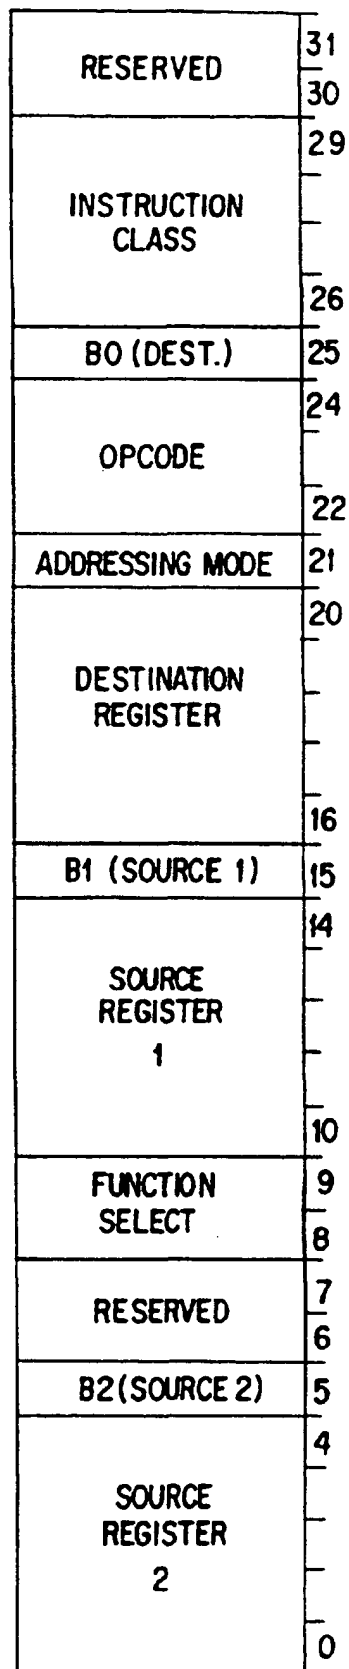 RESERVED
31
30
INSTRUCTION
CLASS
29
26
B0 (DEST.)
25
OPCODE
24
22
ADDRESSING MODE
21
DESTINATION
REGISTER
20
16
B1 (SOURCE 1)
15
SOURCE
REGISTER
1
14
10
FUNCTION
SELECT
9
8
RESERVED
7
6
B2(SOURCE 2)
5
SOURCE
REGISTER
2
4
0